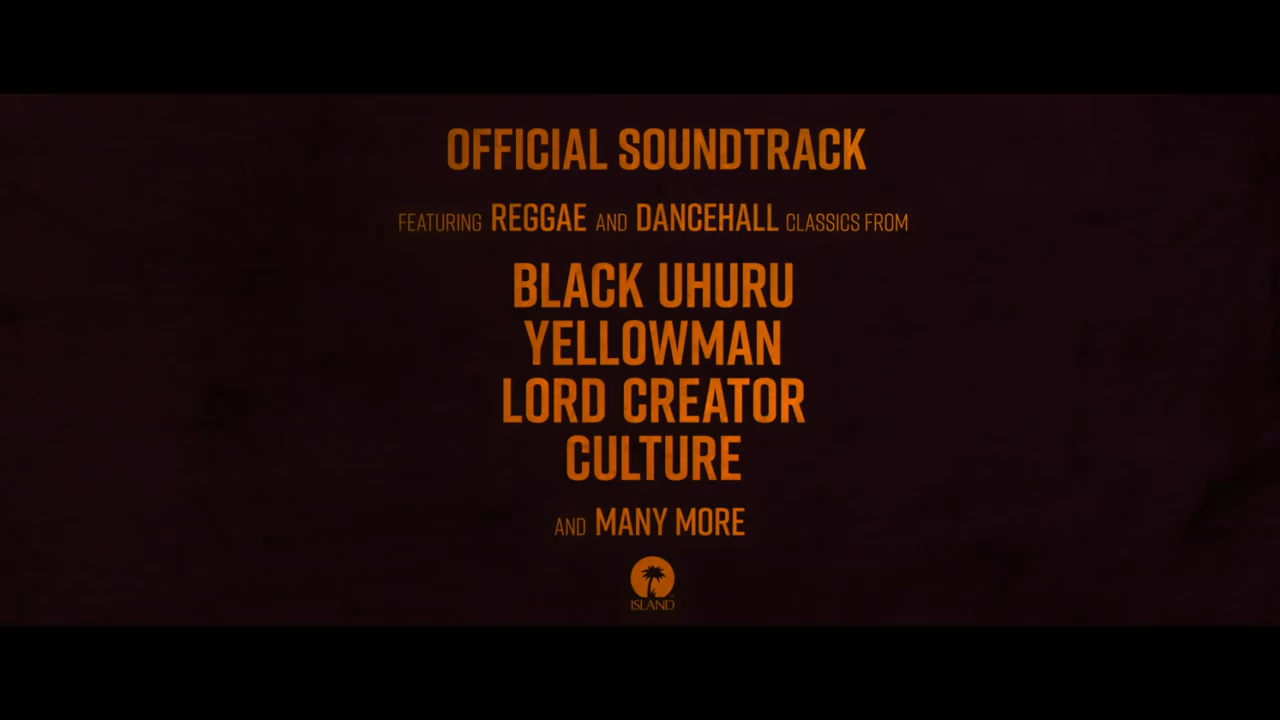 OFFICIAL SOUNDTRACK
FEATURING REGGAE AND DANCEHALL CLASSICS FROM
BLACK UHURU
YELLOWMAN
LORD CREATOR
CULTURE
AND MANY MORE
ISLAND